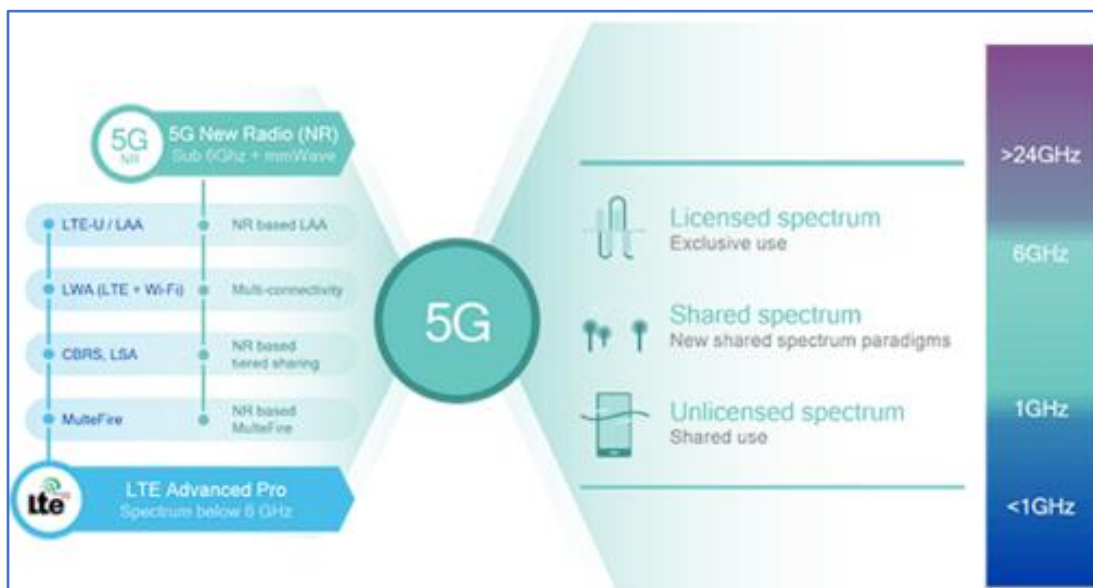 5G
NR
5G New Radio (NR)
Sub 6Ghz + mmWave
LTE-U / LAA
NR based LAA
LWA (LTE + Wi-Fi)
Multi-connectivity
CBRS, LSA
NR based
tiered sharing
MulteFire
NR based
MulteFire
Lte
LTE Advanced Pro
Spectrum below 6 GHz
5G
Licensed spectrum
Exclusive use
Shared spectrum
New shared spectrum paradigms
Unlicensed spectrum
Shared use
>24GHz
6GHz
1GHz
<1GHz